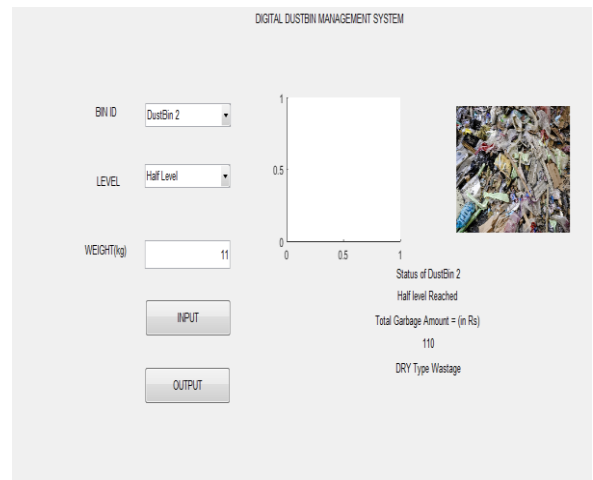 DIGITAL DUSTBIN MANAGEMENT SYSTEM
BIN ID
DustBin 2
LEVEL
Half Level
WEIGHT(kg)
11
INPUT
OUTPUT
1
0.5
0
0 0.5 1
Status of DustBin 2
Half level Reached
Total Garbage Amount = (in Rs)
110
DRY Type Wastage